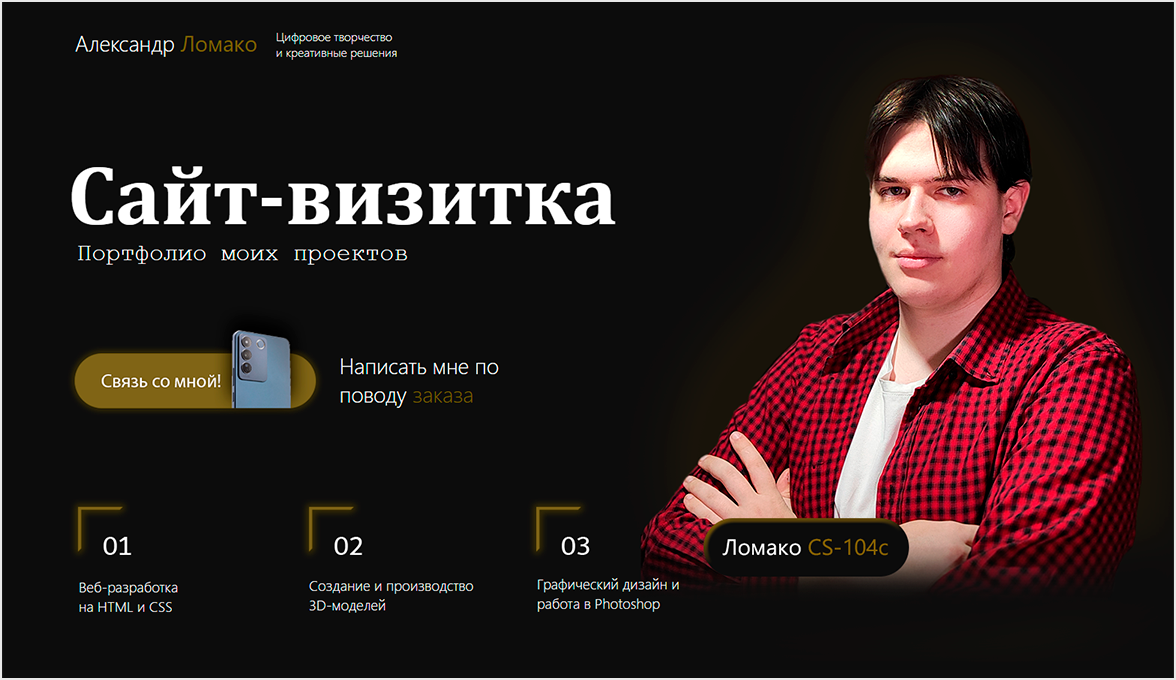 Александр Ломако
Цифровое творчество
и креативные решения
Сайт-визитка
Портфолио моих проектов
Связь со мной!
Написать мне по
поводу заказа
01
Веб-разработка
на HTML и CSS
02
Создание и производство
3D-моделей
03
Графический дизайн и
работа в Photoshop
Ломако CS-104c